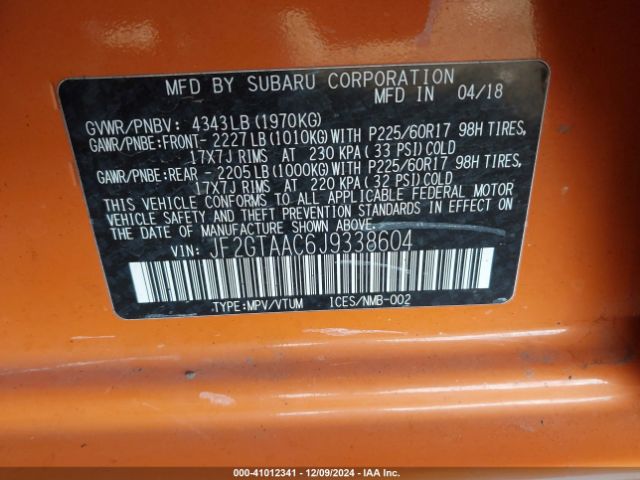 MFD BY SUBARU CORPORATION
MFD IN 04/18
GVWR/PNBV: 4343LB (1970KG)
GAWR/PNBE:FRONT- 2227LB (1010KG) WITH P225/60R17 98H TIRES,
17X7J RIMS AT 230 KPA ( 33 PSI) COLD
GAWR/PNBE:REAR - 2205LB (1000KG) WITH P225/60R17 98H TIRES,
17X7J RIMS AT 220 KPA ( 32 PSI) COLD
THIS VEHICLE CONFORMS TO ALL APPLICABLE FEDERAL MOTOR
VEHICLE SAFETY AND THEFT PREVENTION STANDARDS IN EFFECT
ON THE DATE OF MANUFACTURE SHOWN ABOVE.
VIN: JF2GTAAC6J9338604
TYPE:MPV/VTUM ICES/NMB-002
Stock: #41012341 - 12/09/2024 - IAA Inc.